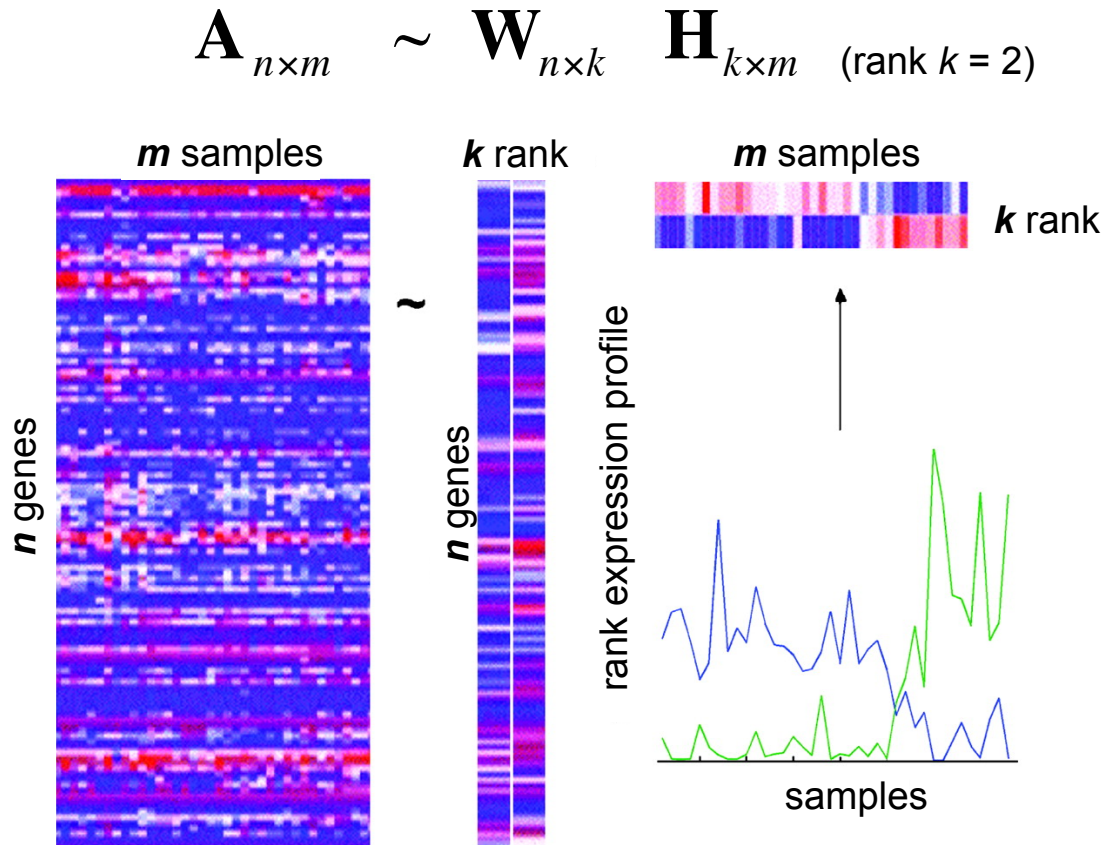 A n×m ~ W n×k H k×m (rank k = 2)
m samples
k rank
m samples
k rank
n genes
~
n genes
rank expression profile
samples